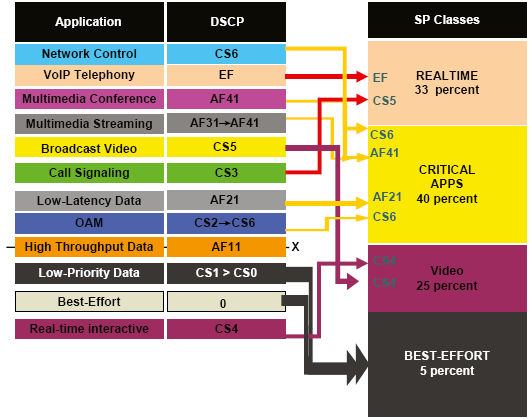 Application DSCP SP Classes
Network Control CS6
VoIP Telephony EF
Multimedia Conference AF41
Multimedia Streaming AF31→AF41
Broadcast Video CS5
Call Signaling CS3
Low-Latency Data AF21
OAM CS2→CS6
High Throughput Data AF11 X
Low-Priority Data CS1 > CS0
Best-Effort 0
Real-time interactive CS4
EF
CS5
REALTIME
33 percent
CS6
AF41
CRITICAL
APPS
40 percent
AF21
CS6
CS4
CS4
Video
25 percent
BEST-EFFORT
5 percent